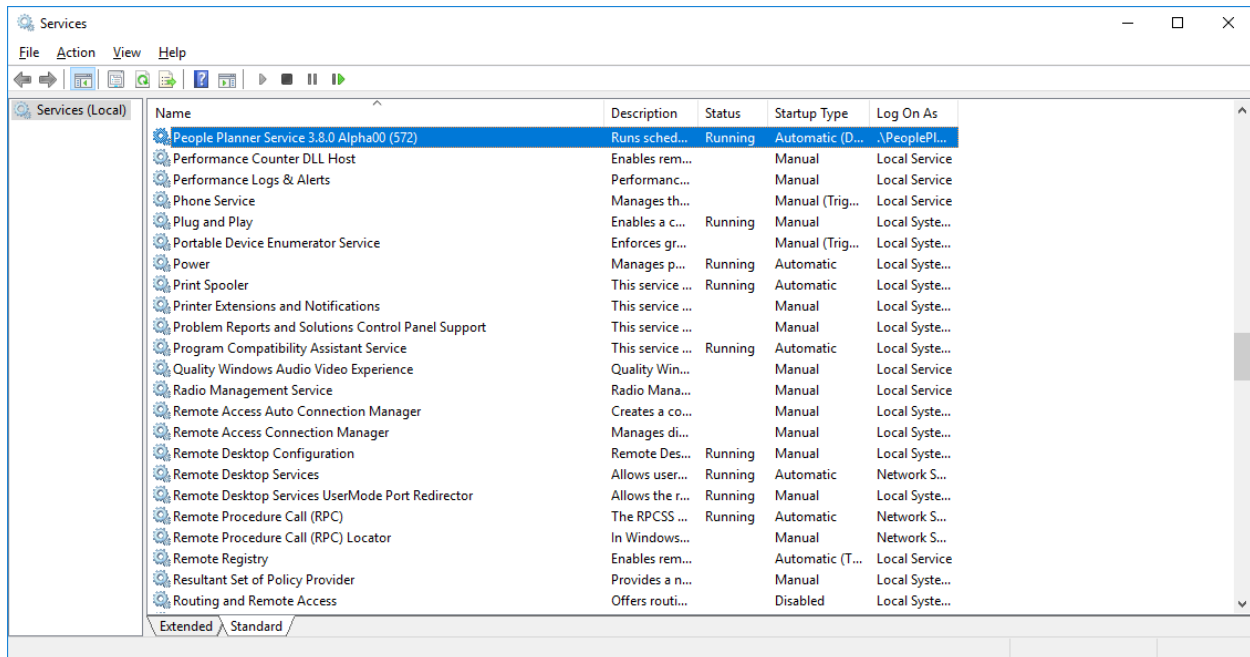 Services
File Action View Help
Services (Local)
Name Description Status Startup Type Log On As
People Planner Service 3.8.0 Alpha00 (572) Runs sched... Running Automatic (D... .\PeoplePl...
Performance Counter DLL Host Enables rem... Manual Local Service
Performance Logs & Alerts Performanc... Manual Local Service
Phone Service Manages th... Manual (Trig... Local Service
Plug and Play Enables a c... Running Manual Local Syste...
Portable Device Enumerator Service Enforces gr... Manual (Trig... Local Syste...
Power Manages p... Running Automatic Local Syste...
Print Spooler This service ... Running Automatic Local Syste...
Printer Extensions and Notifications This service ... Manual Local Syste...
Problem Reports and Solutions Control Panel Support This service ... Manual Local Syste...
Program Compatibility Assistant Service This service ... Running Automatic Local Syste...
Quality Windows Audio Video Experience Quality Win... Manual Local Service
Radio Management Service Radio Mana... Manual Local Service
Remote Access Auto Connection Manager Creates a co... Manual Local Syste...
Remote Access Connection Manager Manages di... Manual Local Syste...
Remote Desktop Configuration Remote Des... Running Manual Local Syste...
Remote Desktop Services Allows user... Running Automatic Network S...
Remote Desktop Services UserMode Port Redirector Allows the r... Running Manual Local Syste...
Remote Procedure Call (RPC) The RPCSS ... Running Automatic Network S...
Remote Procedure Call (RPC) Locator In Windows... Manual Network S...
Remote Registry Enables rem... Automatic (T... Local Service
Resultant Set of Policy Provider Provides a n... Manual Local Syste...
Routing and Remote Access Offers routi... Disabled Local Syste...
Extended Standard